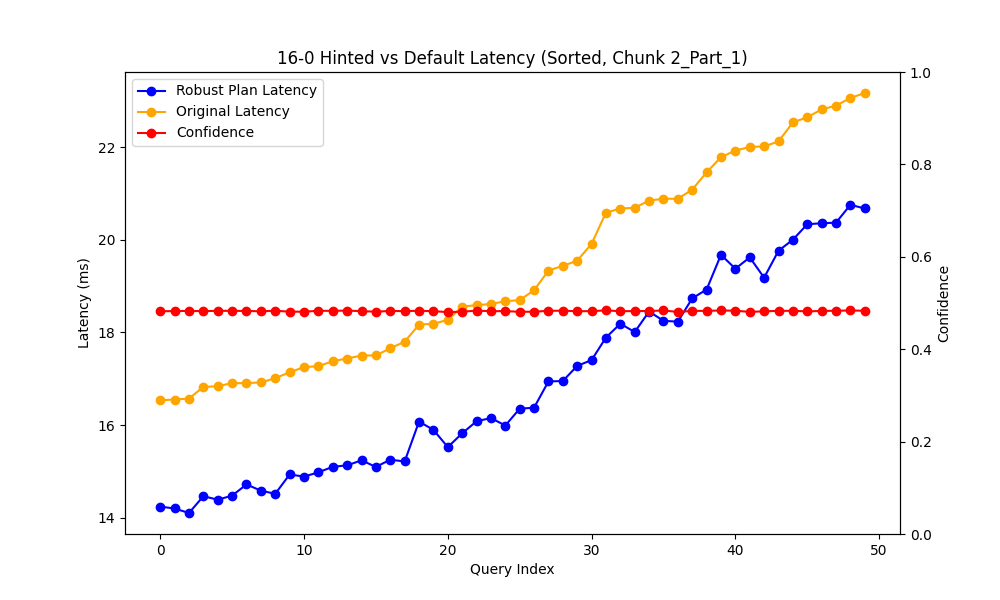 16-0 Hinted vs Default Latency (Sorted, Chunk 2_Part_1)
Robust Plan Latency
Original Latency
Confidence
Latency (ms)
22
20
18
16
14
1.0
0.8
0.6
0.4
0.2
0.0
Confidence
0 10 20 30 40 50
Query Index